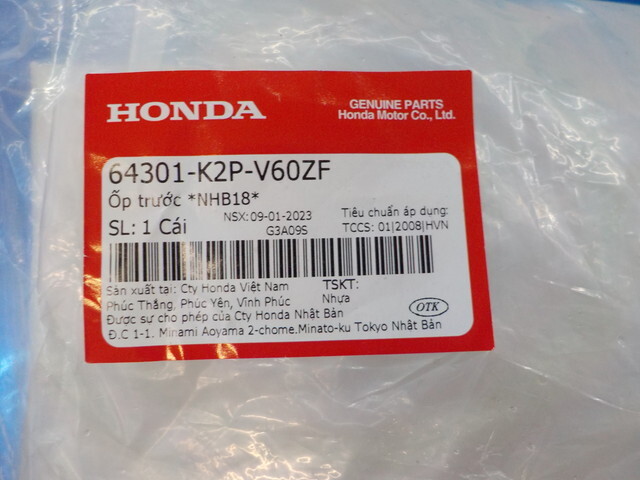 HONDA
GENUINE PARTS
Honda Motor Co., Ltd.
64301-K2P-V60ZF
Ốp trước *NHB18*
SL: 1 Cái
NSX: 09-01-2023
G3A09S
Tiêu chuẩn áp dụng:
TCCS: 01|2008|HVN
Sản xuất tại: Cty Honda Việt Nam
Phúc Thắng, Phúc Yên, Vĩnh Phúc
TSKT:
Nhựa
OTK
Được sự cho phép của Cty Honda Nhật Bản
Đ.C 1-1. Minami Aoyama 2-chome.Minato-ku Tokyo Nhật Bản